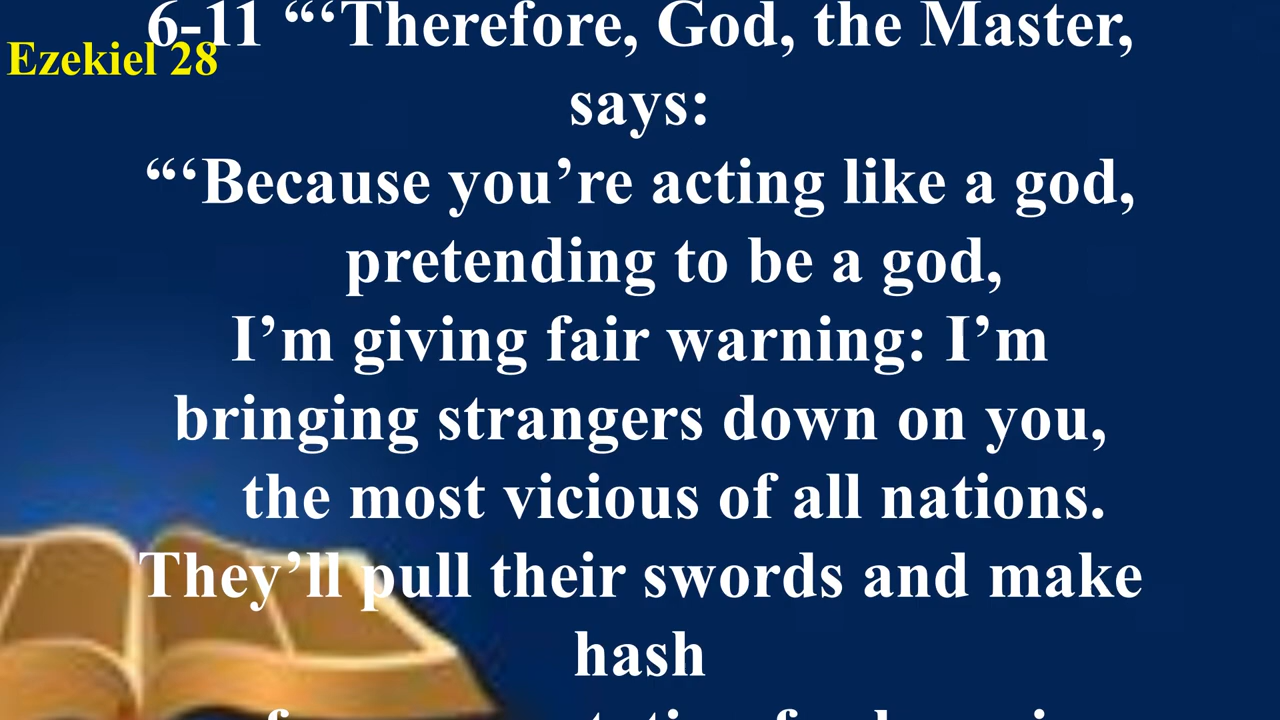 6-11 “‘Therefore, God, the Master,
Ezekiel 28
says:
“‘Because you’re acting like a god,
pretending to be a god,
I’m giving fair warning: I’m
bringing strangers down on you,
the most vicious of all nations.
They’ll pull their swords and make
hash